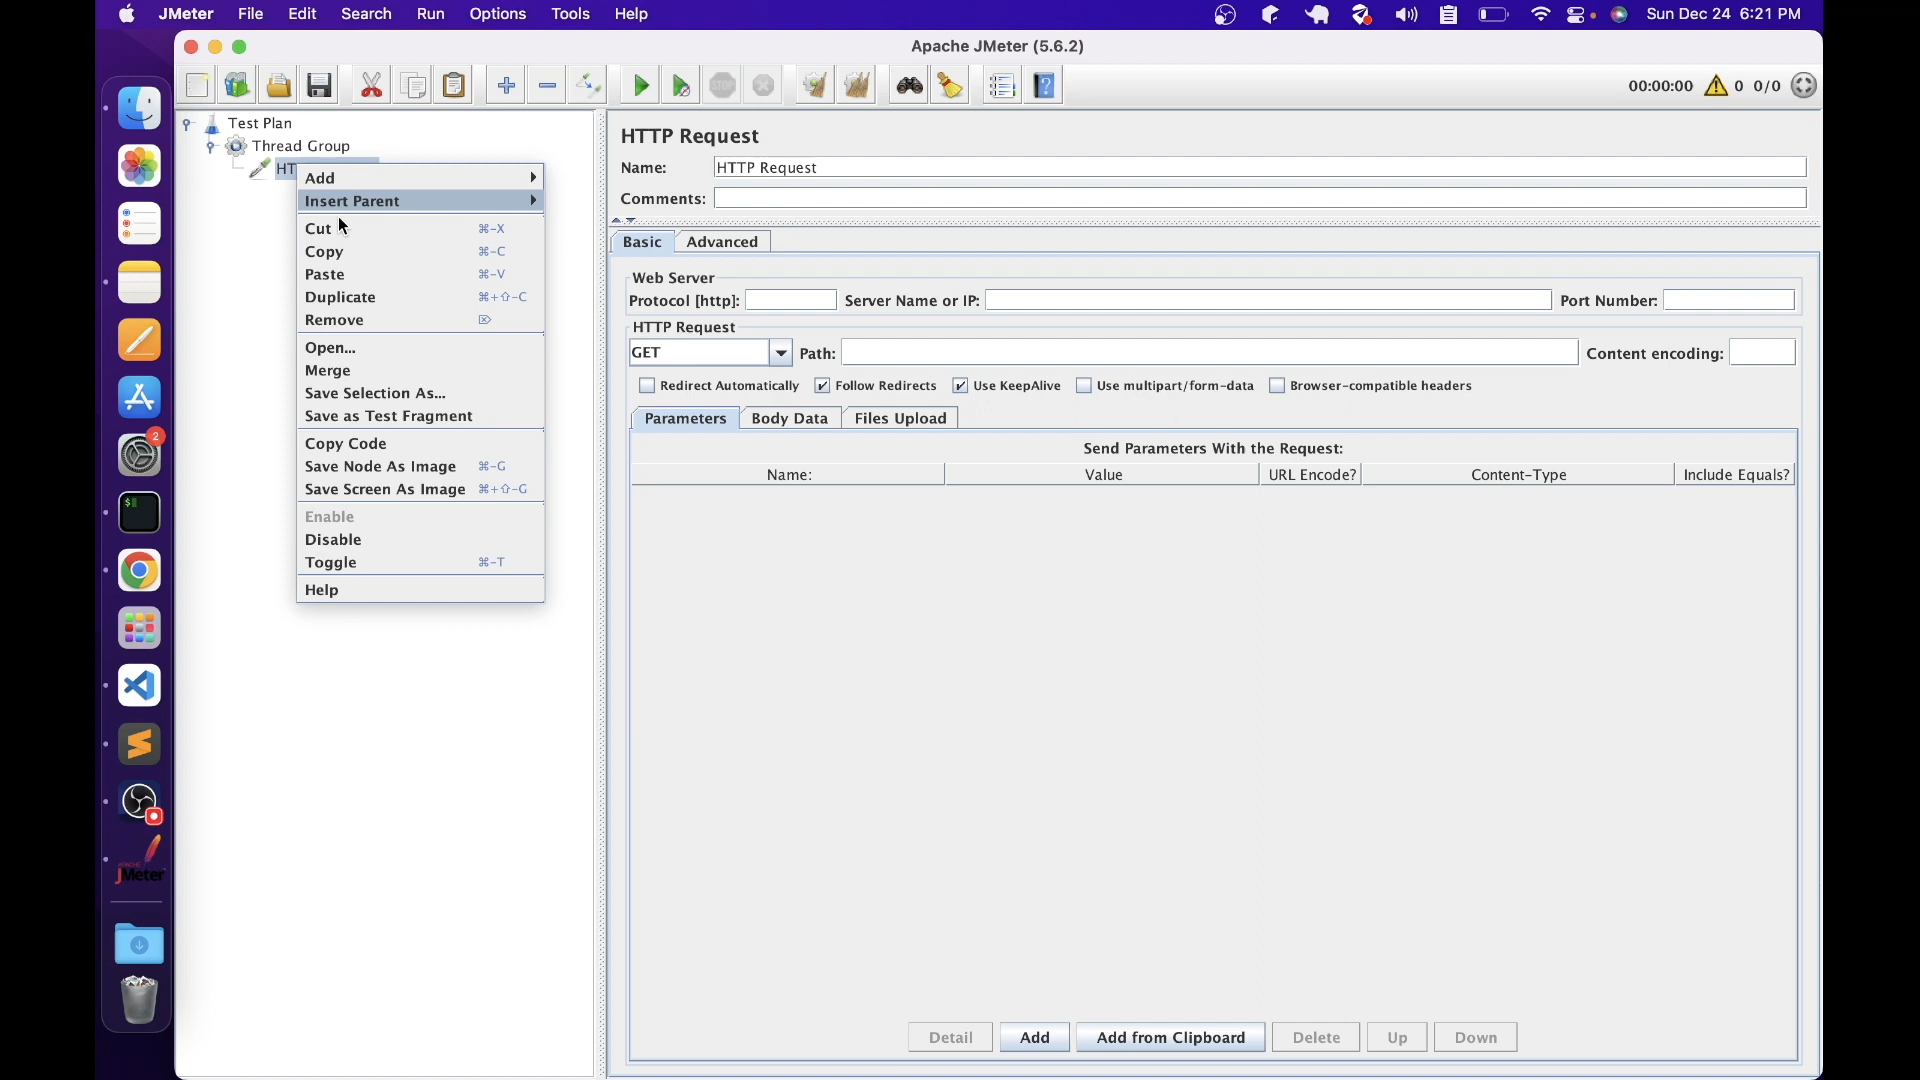 JMeter File Edit Search Run Options Tools Help Sun Dec 24 6:21 PM
Apache JMeter (5.6.2)
STOP
00:00:00 0 0/0
Test Plan
Thread Group
HT
Add
Insert Parent
Cut ⌘-X
Copy ⌘-C
Paste ⌘-V
Duplicate ⌘+⇧-C
Remove ⌦
Open...
Merge
Save Selection As...
Save as Test Fragment
Copy Code
Save Node As Image ⌘-G
Save Screen As Image ⌘+⇧-G
Enable
Disable
Toggle ⌘-T
Help
HTTP Request
Name: HTTP Request
Comments:
Basic Advanced
Web Server
Protocol [http]: Server Name or IP: Port Number:
HTTP Request
GET Path: Content encoding:
Redirect Automatically Follow Redirects Use KeepAlive Use multipart/form-data Browser-compatible headers
Parameters Body Data Files Upload
Send Parameters With the Request:
Name: Value URL Encode? Content-Type Include Equals?
Detail Add Add from Clipboard Delete Up Down
2
APACHE
JMeter